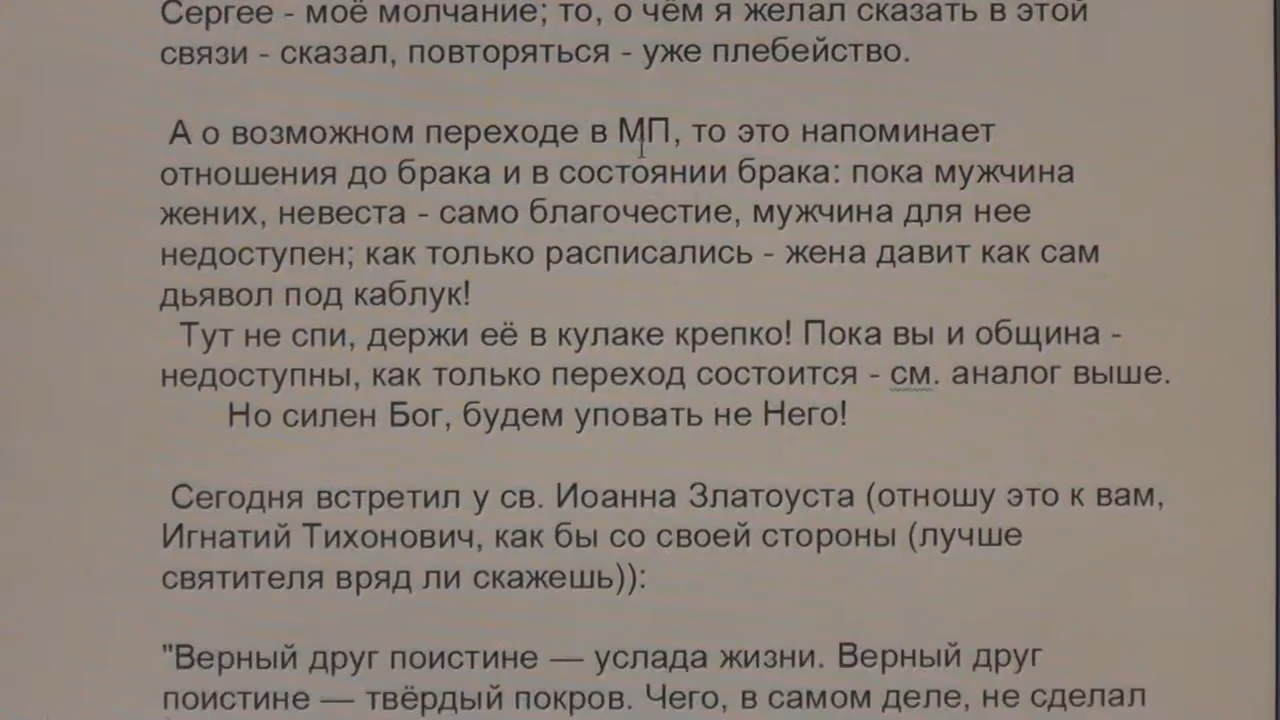 Сергее - моё молчание; то, о чём я желал сказать в этой
связи - сказал, повторяться - уже плебейство.
А о возможном переходе в МП, то это напоминает
отношения до брака и в состоянии брака: пока мужчина
жених, невеста - само благочестие, мужчина для нее
недоступен; как только расписались - жена давит как сам
дьявол под каблук!
Тут не спи, держи её в кулаке крепко! Пока вы и община -
недоступны, как только переход состоится - см. аналог выше.
Но силен Бог, будем уповать не Него!
Сегодня встретил у св. Иоанна Златоуста (отношу это к вам,
Игнатий Тихонович, как бы со своей стороны (лучше
святителя вряд ли скажешь)):
"Верный друг поистине — услада жизни. Верный друг
поистине — твёрдый покров. Чего, в самом деле, не сделал